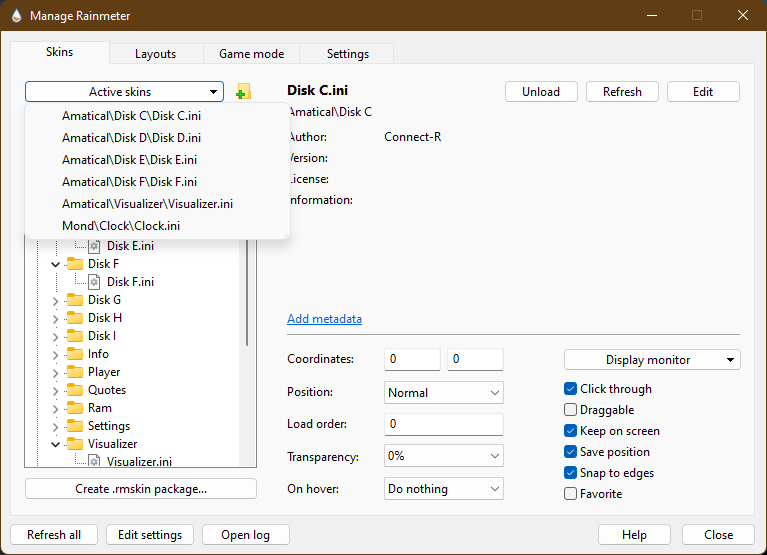 Manage Rainmeter
Skins
Layouts
Game mode
Settings
Active skins
Amatical\Disk C\Disk C.ini
Amatical\Disk D\Disk D.ini
Amatical\Disk E\Disk E.ini
Amatical\Disk F\Disk F.ini
Amatical\Visualizer\Visualizer.ini
Mond\Clock\Clock.ini
Disk E.ini
Disk F
Disk F.ini
Disk G
Disk H
Disk I
Info
Player
Quotes
Ram
Settings
Visualizer
Visualizer.ini
Create .rmskin package...
Disk C.ini
Unload
Refresh
Edit
Amatical\Disk C
Author: Connect-R
Version:
License:
Information:
Add metadata
Coordinates: 0 0
Position: Normal
Load order: 0
Transparency: 0%
On hover: Do nothing
Display monitor
Click through
Draggable
Keep on screen
Save position
Snap to edges
Favorite
Refresh all
Edit settings
Open log
Help
Close